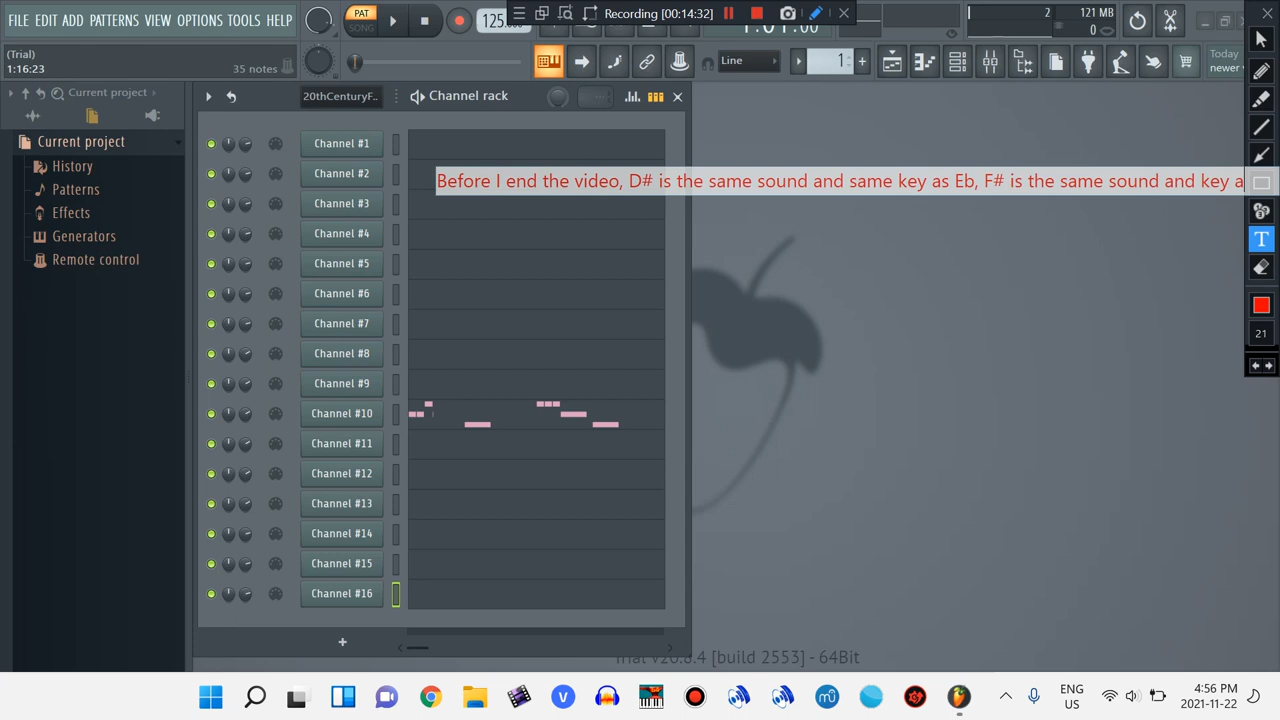 FILE EDIT ADD PATTERNS VIEW OPTIONS TOOLS HELP
PAT
SONG
Recording [00:14:32]
2
121 MB
0
(Trial)
1:16:23
35 notes
Line
1
Today
newer
Current project
20thCenturyF..
Channel rack
Current project
History
Patterns
Effects
Generators
Remote control
Channel #1
Channel #2
Channel #3
Channel #4
Channel #5
Channel #6
Channel #7
Channel #8
Channel #9
Channel #10
Channel #11
Channel #12
Channel #13
Channel #14
Channel #15
Channel #16
Before I end the video, D# is the same sound and same key as Eb, F# is the same sound and key a
T
21
[build 2553] - 64Bit
ENG
US
4:56 PM
2021-11-22